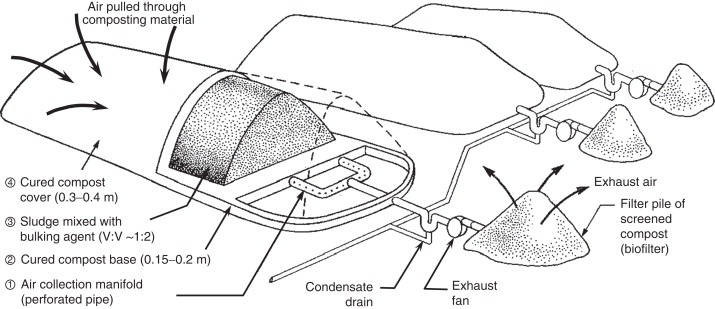 Air pulled through
composting material
④ Cured compost
cover (0.3–0.4 m)
③ Sludge mixed with
bulking agent (V:V ~1:2)
② Cured compost base (0.15–0.2 m)
① Air collection manifold
(perforated pipe)
Condensate
drain
Exhaust
fan
Exhaust air
Filter pile of
screened
compost
(biofilter)